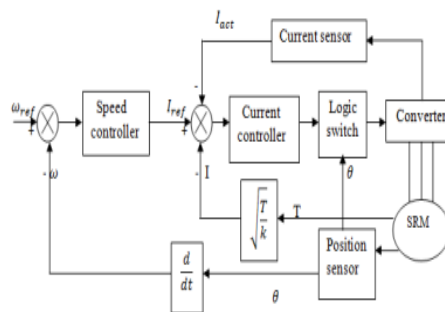 I_act
Current sensor
ω_ref
+
Speed controller
I_ref
+
-
Current controller
Logic switch
Converter
- ω
- I
θ
√(T/k)
T
SRM
Position sensor
d/dt
θ